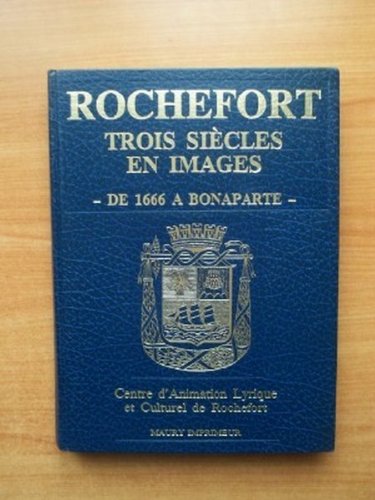 ROCHEFORT
TROIS SIÈCLES
EN IMAGES
- DE 1666 A BONAPARTE -
Centre d'Animation Lyrique
et Culturel de Rochefort
MAURY IMPRIMEUR